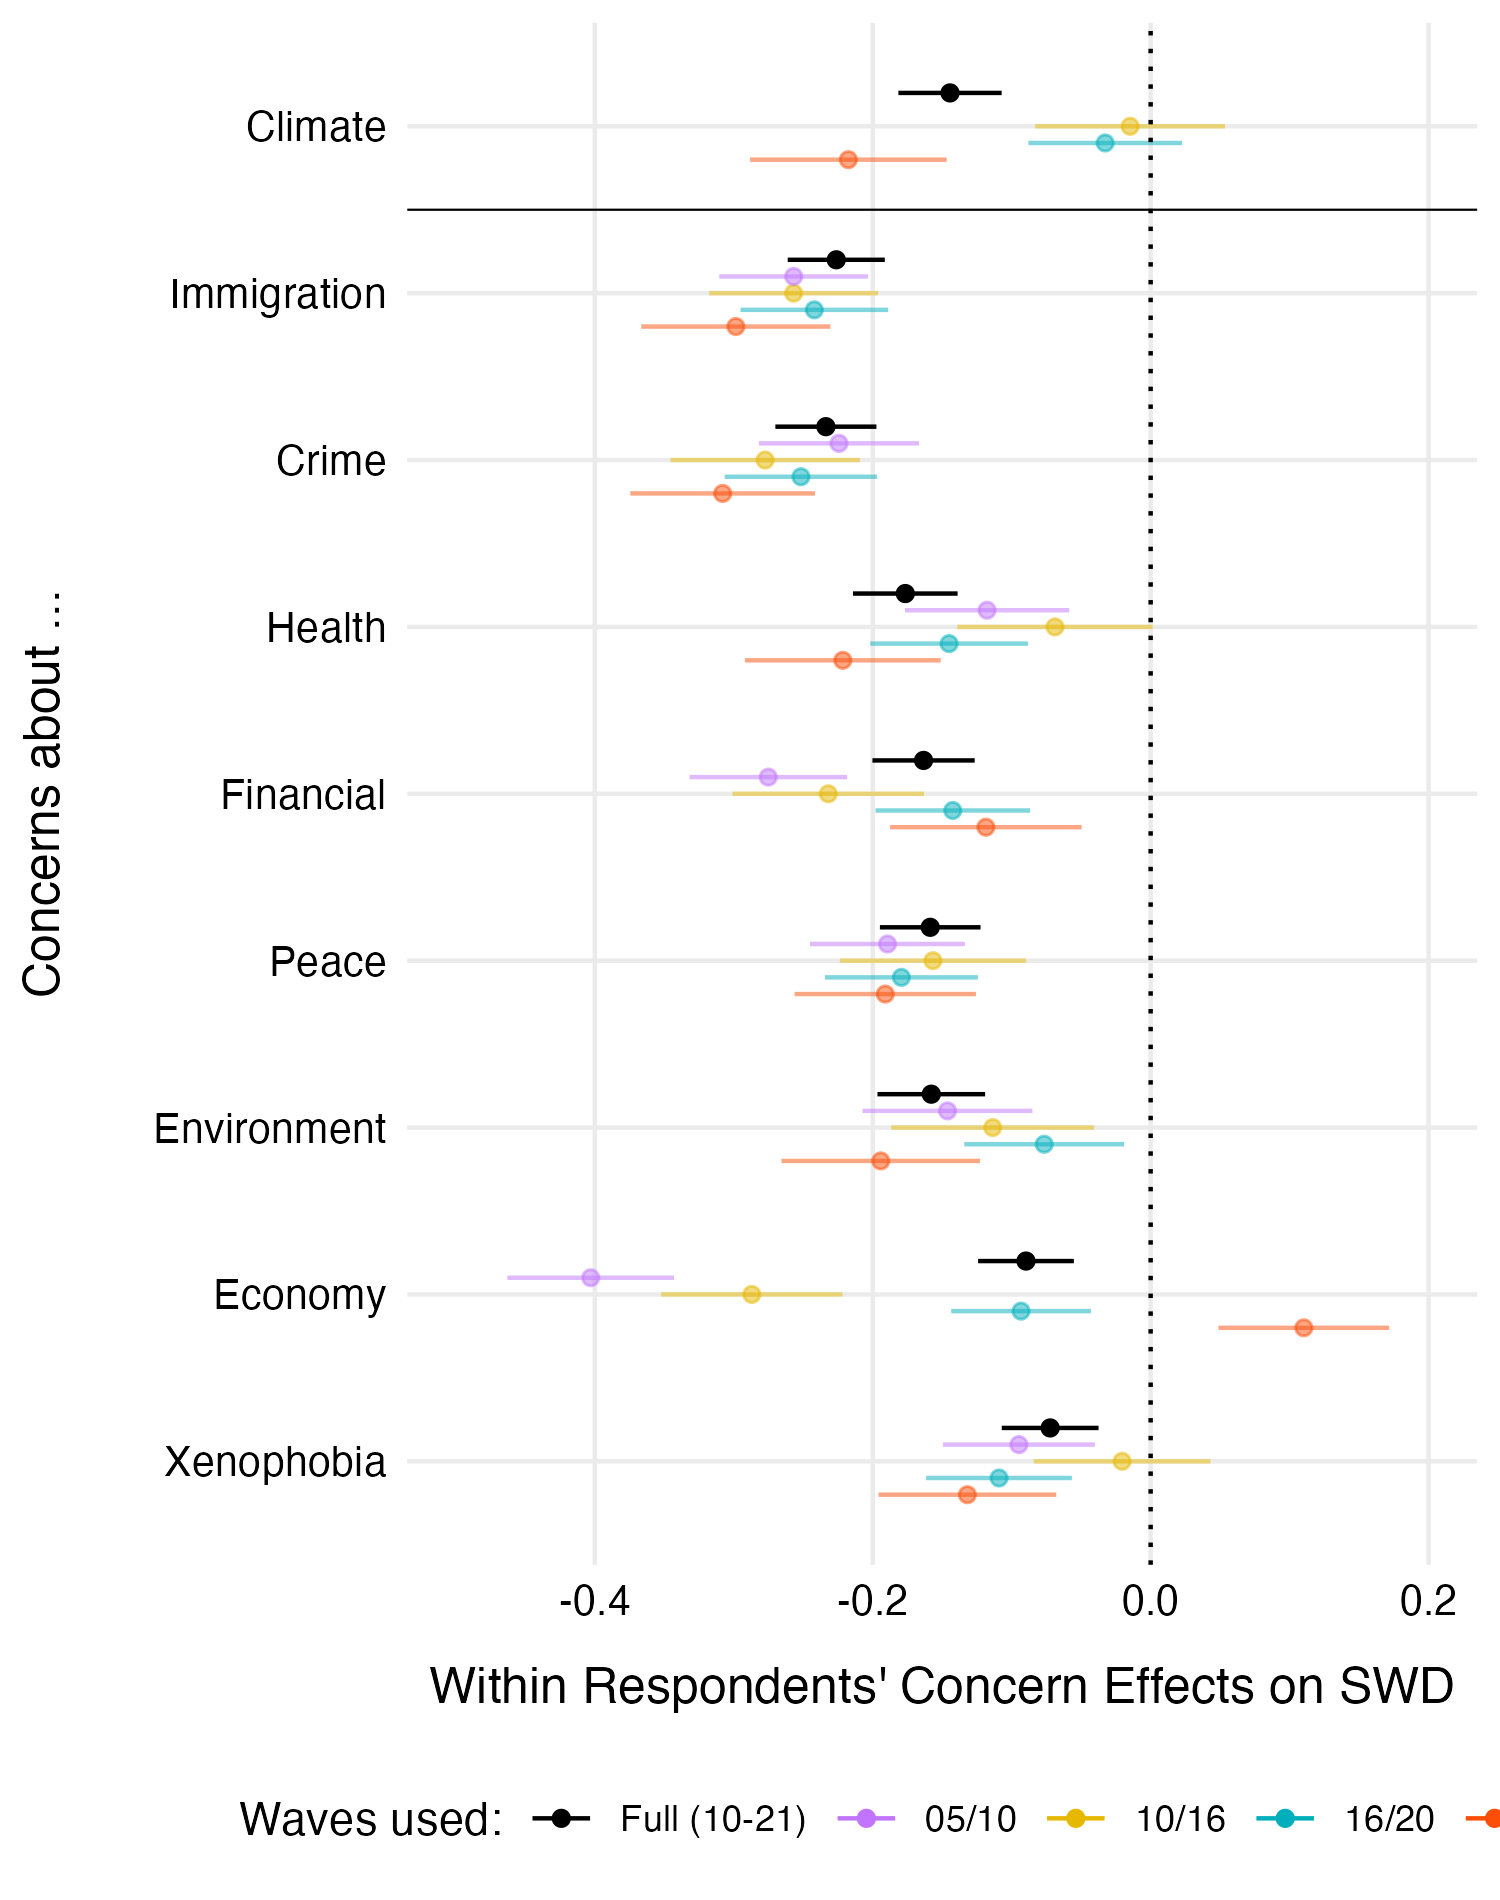 Climate
Immigration
Crime
Health
Financial
Peace
Environment
Economy
Xenophobia
Concerns about ...
-0.4 -0.2 0.0 0.2
Within Respondents' Concern Effects on SWD
Waves used: Full (10-21) 05/10 10/16 16/20